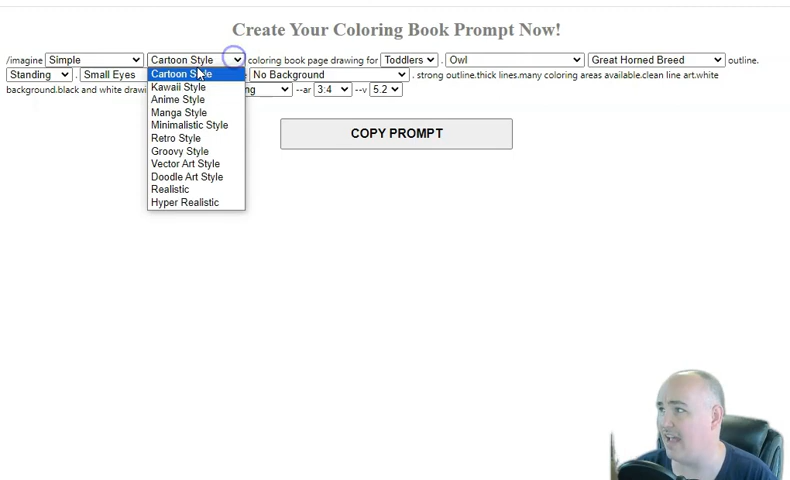 Create Your Coloring Book Prompt Now!
/imagine Simple Cartoon Style coloring book page drawing for Toddlers . Owl Great Horned Breed outline.
Standing . Small Eyes No Background . strong outline.thick lines.many coloring areas available.clean line art.white
background.black and white drawi ng --ar 3:4 --v 5.2
Cartoon Style
Kawaii Style
Anime Style
Manga Style
Minimalistic Style
Retro Style
Groovy Style
Vector Art Style
Doodle Art Style
Realistic
Hyper Realistic
COPY PROMPT